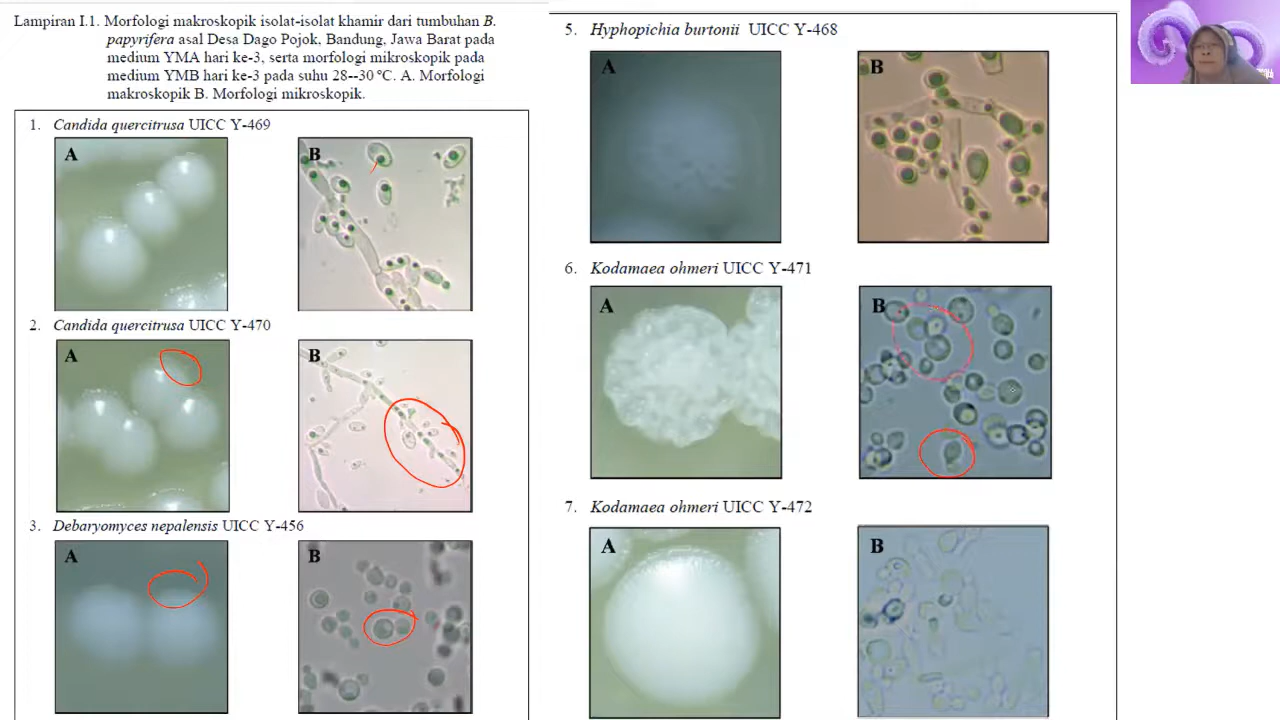 Lampiran I.1. Morfologi makroskopik isolat-isolat khamir dari tumbuhan B.
papyrifera asal Desa Dago Pojok, Bandung, Jawa Barat pada
medium YMA hari ke-3, serta morfologi mikroskopik pada
medium YMB hari ke-3 pada suhu 28--30 ºC. A. Morfologi
makroskopik B. Morfologi mikroskopik.
1. Candida quercitrusa UICC Y-469
A
B
2. Candida quercitrusa UICC Y-470
A
B
3. Debaryomyces nepalensis UICC Y-456
A
B
5. Hyphopichia burtonii UICC Y-468
A
B
6. Kodamaea ohmeri UICC Y-471
A
B
7. Kodamaea ohmeri UICC Y-472
A
B